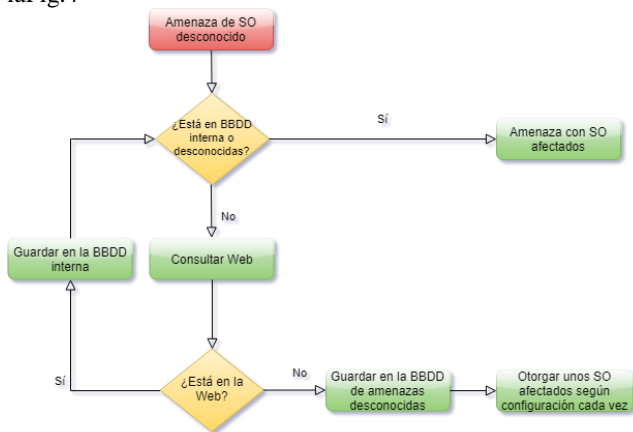 Amenaza de SO
desconocido
¿Está en BBDD
interna o
desconocidas?
Sí
Amenaza con SO
afectados
No
Guardar en la BBDD
interna
Consultar Web
Sí
¿Está en la
Web?
No
Guardar en la BBDD
de amenazas
desconocidas
Otorgar unos SO
afectados según
configuración cada vez